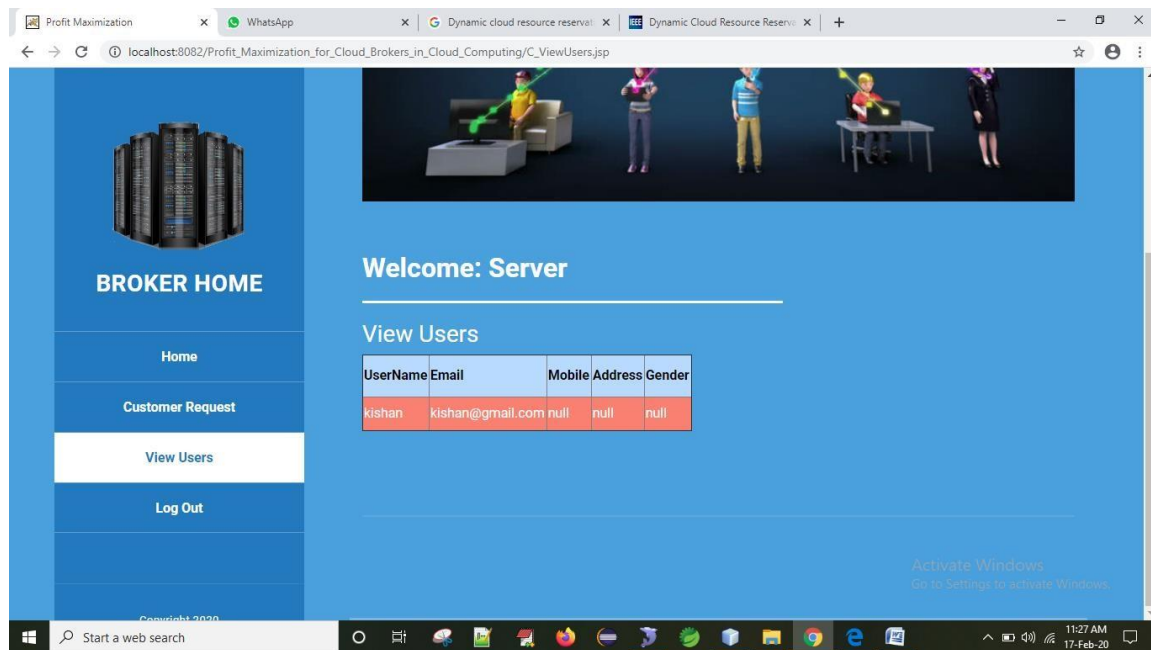 Profit Maximization
WhatsApp
Dynamic cloud resource reservat
Dynamic Cloud Resource Reserva
localhost:8082/Profit_Maximization_for_Cloud_Brokers_in_Cloud_Computing/C_ViewUsers.jsp
BROKER HOME
Home
Customer Request
View Users
Log Out
Copyright 2020
Welcome: Server
View Users
UserName Email Mobile Address Gender
kishan kishan@gmail.com null null null
Activate Windows
Go to Settings to activate Windows.
Start a web search
11:27 AM
17-Feb-20